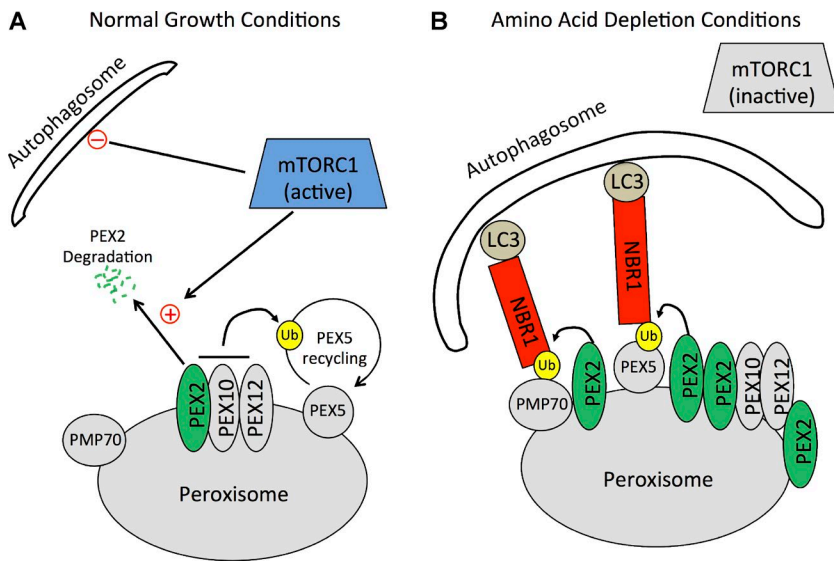 A
Normal Growth Conditions
Autophagosome
−
mTORC1
(active)
PEX2
Degradation
+
Ub
PEX5
recycling
PEX2
PEX10
PEX12
PEX5
PMP70
Peroxisome
B
Amino Acid Depletion Conditions
mTORC1
(inactive)
Autophagosome
LC3
LC3
NBR1
NBR1
Ub
Ub
PMP70
PEX2
PEX5
PEX2
PEX2
PEX10
PEX12
PEX2
Peroxisome